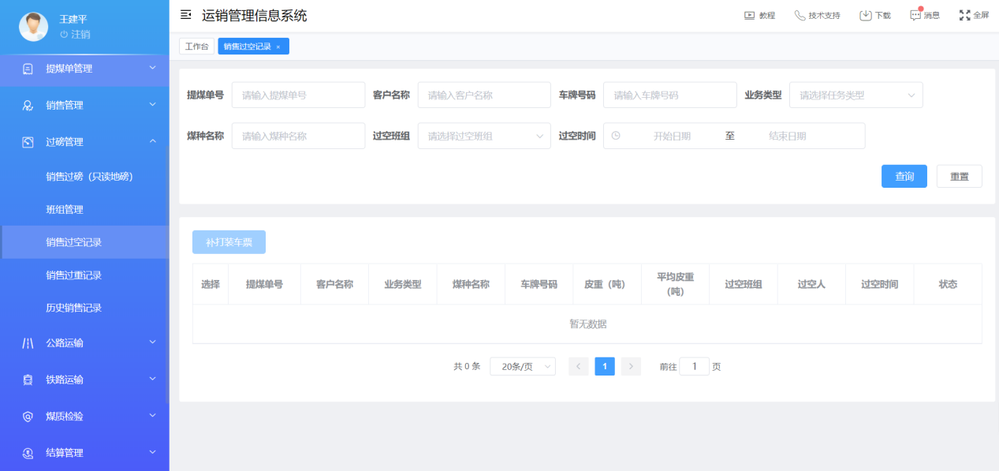 王建平
注销
提煤单管理
销售管理
过磅管理
销售过磅（只读地磅）
班组管理
销售过空记录
销售过重记录
历史销售记录
公路运输
铁路运输
煤质检验
结算管理
运销管理信息系统
教程 技术支持 下载 消息 全屏
工作台 销售过空记录 ×
提煤单号 请输入提煤单号 客户名称 请输入客户名称 车牌号码 请输入车牌号码 业务类型 请选择任务类型
煤种名称 请输入煤种名称 过空班组 请选择过空班组 过空时间 开始日期 至 结束日期
查询 重置
补打装车票
选择 提煤单号 客户名称 业务类型 煤种名称 车牌号码 皮重（吨） 平均皮重（吨） 过空班组 过空人 过空时间 状态
暂无数据
共 0 条 20条/页 1 前往 1 页